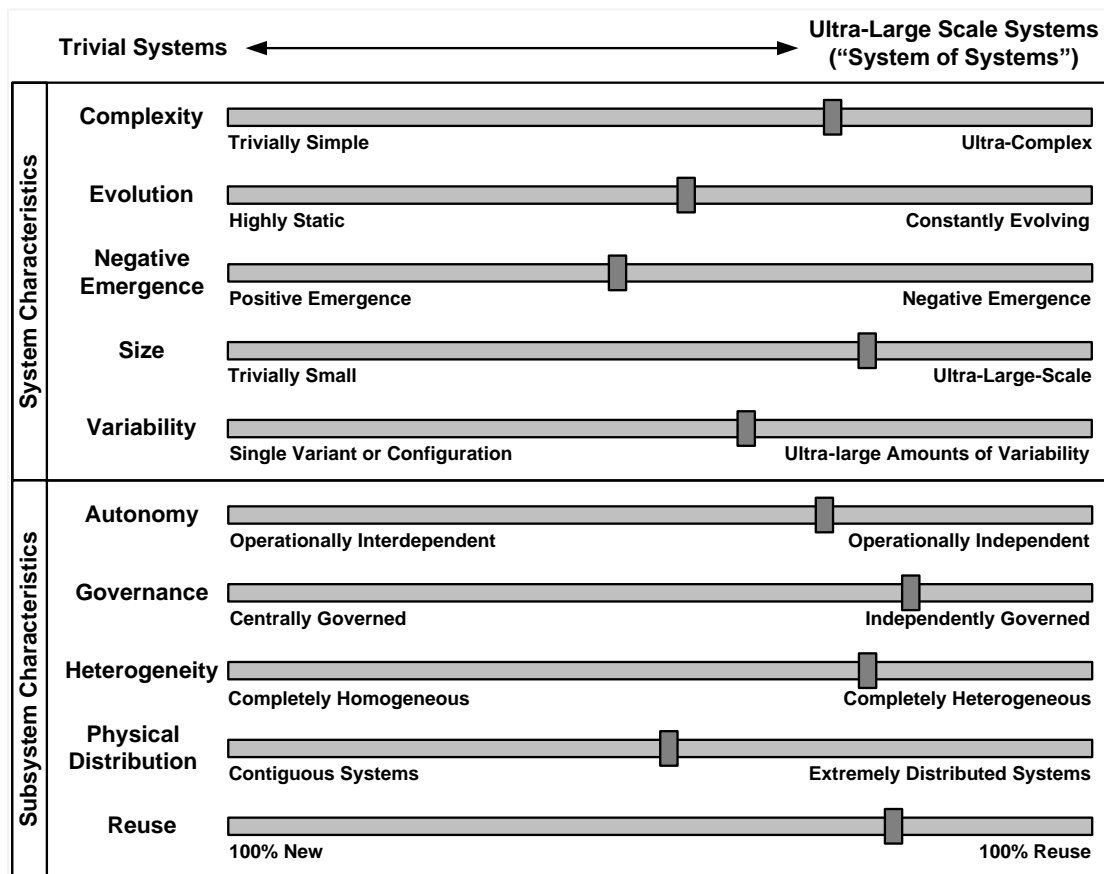 Trivial Systems
Ultra-Large Scale Systems
(“System of Systems”)
System Characteristics
Complexity
Trivially Simple
Ultra-Complex
Evolution
Highly Static
Constantly Evolving
Negative
Emergence
Positive Emergence
Negative Emergence
Size
Trivially Small
Ultra-Large-Scale
Variability
Single Variant or Configuration
Ultra-large Amounts of Variability
Subsystem Characteristics
Autonomy
Operationally Interdependent
Operationally Independent
Governance
Centrally Governed
Independently Governed
Heterogeneity
Completely Homogeneous
Completely Heterogeneous
Physical
Distribution
Contiguous Systems
Extremely Distributed Systems
Reuse
100% New
100% Reuse